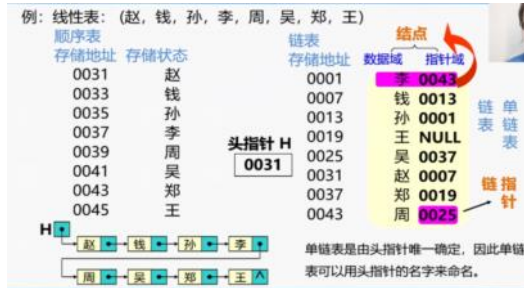 例：线性表：（赵，钱，孙，李，周，吴，郑，王）
顺序表
存储地址 存储状态
0031 赵
0033 钱
0035 孙
0037 李
0039 周
0041 吴
0043 郑
0045 王
头指针 H
0031
链表
存储地址
结点
数据域 指针域
0001 李 0043
0007 钱 0013
0013 孙 0001
0019 王 NULL
0025 吴 0037
0031 赵 0007
0037 郑 0019
0043 周 0025
链表
单链表
链
指针
H
赵 钱 孙 李
周 吴 郑 王 ∧
单链表是由头指针唯一确定，因此单链
表可以用头指针的名字来命名。